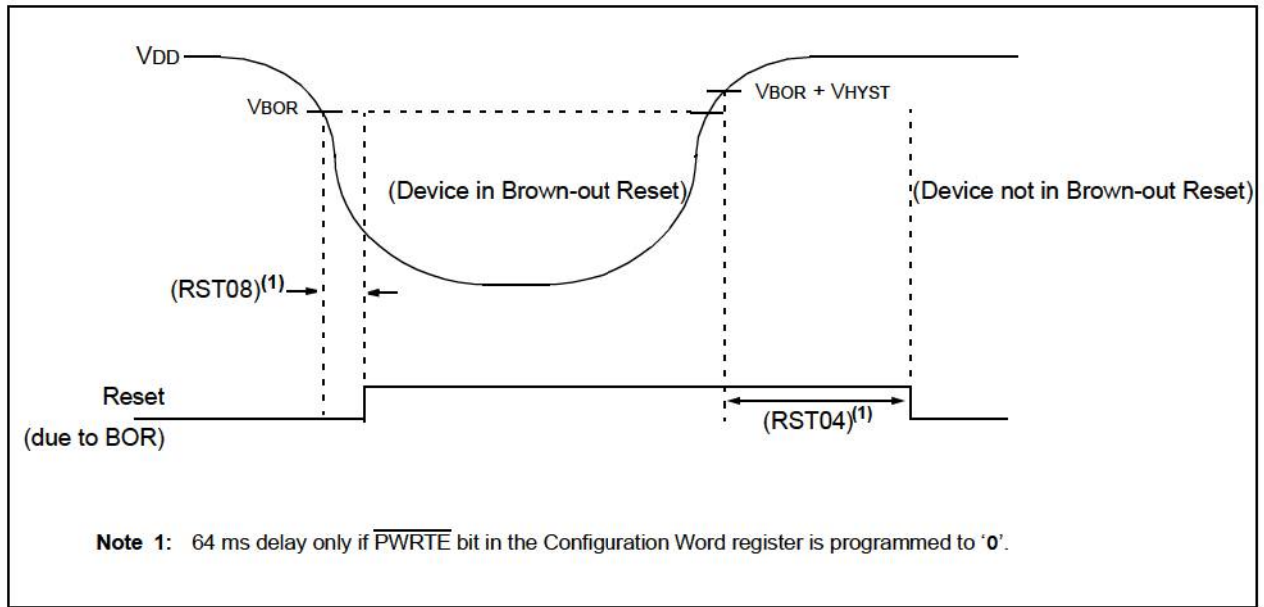 VDD
VBOR
VBOR + VHYST
(Device in Brown-out Reset)
(Device not in Brown-out Reset)
(RST08)(1)
Reset
(due to BOR)
(RST04)(1)
Note 1: 64 ms delay only if PWRTE bit in the Configuration Word register is programmed to ‘0’.